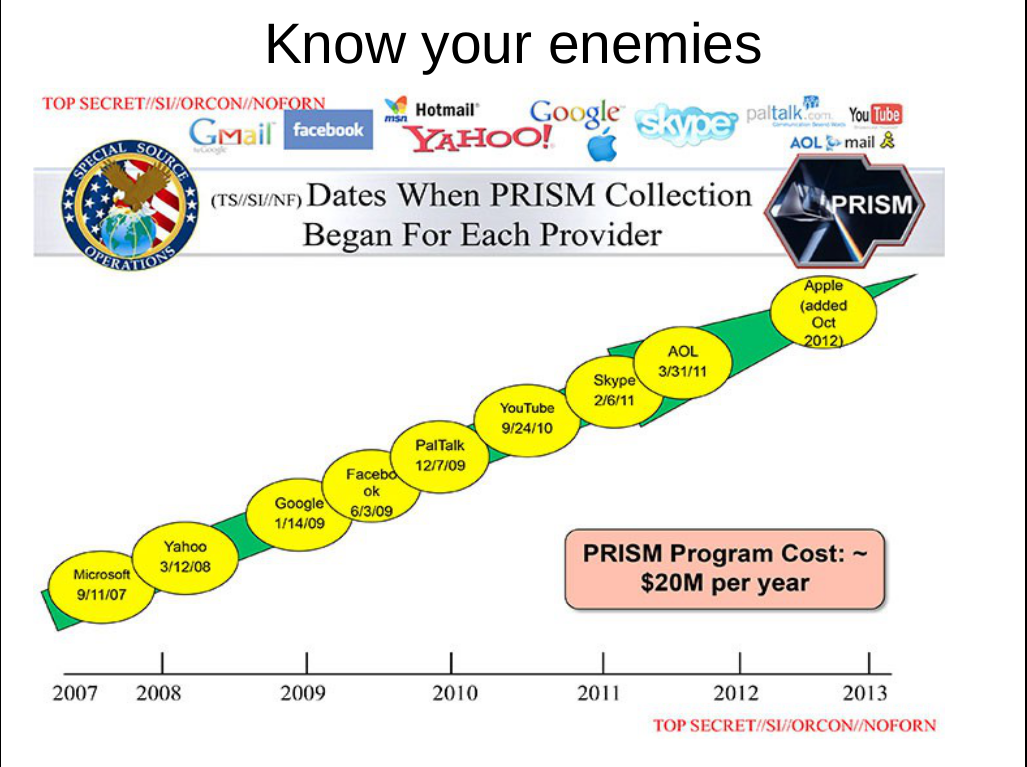 Know your enemies
TOP SECRET//SI//ORCON//NOFORN
Gmail
by Google
facebook
msn Hotmail
YAHOO!
Google
skype
paltalk.com
Communication Beyond Words
YouTube
AOL mail
SPECIAL SOURCE
OPERATIONS
(TS//SI//NF) Dates When PRISM Collection
Began For Each Provider
PRISM
Microsoft
9/11/07
Yahoo
3/12/08
Google
1/14/09
Facebo
ok
6/3/09
PalTalk
12/7/09
YouTube
9/24/10
Skype
2/6/11
AOL
3/31/11
Apple
(added
Oct
2012)
PRISM Program Cost: ~
$20M per year
2007 2008 2009 2010 2011 2012 2013
TOP SECRET//SI//ORCON//NOFORN